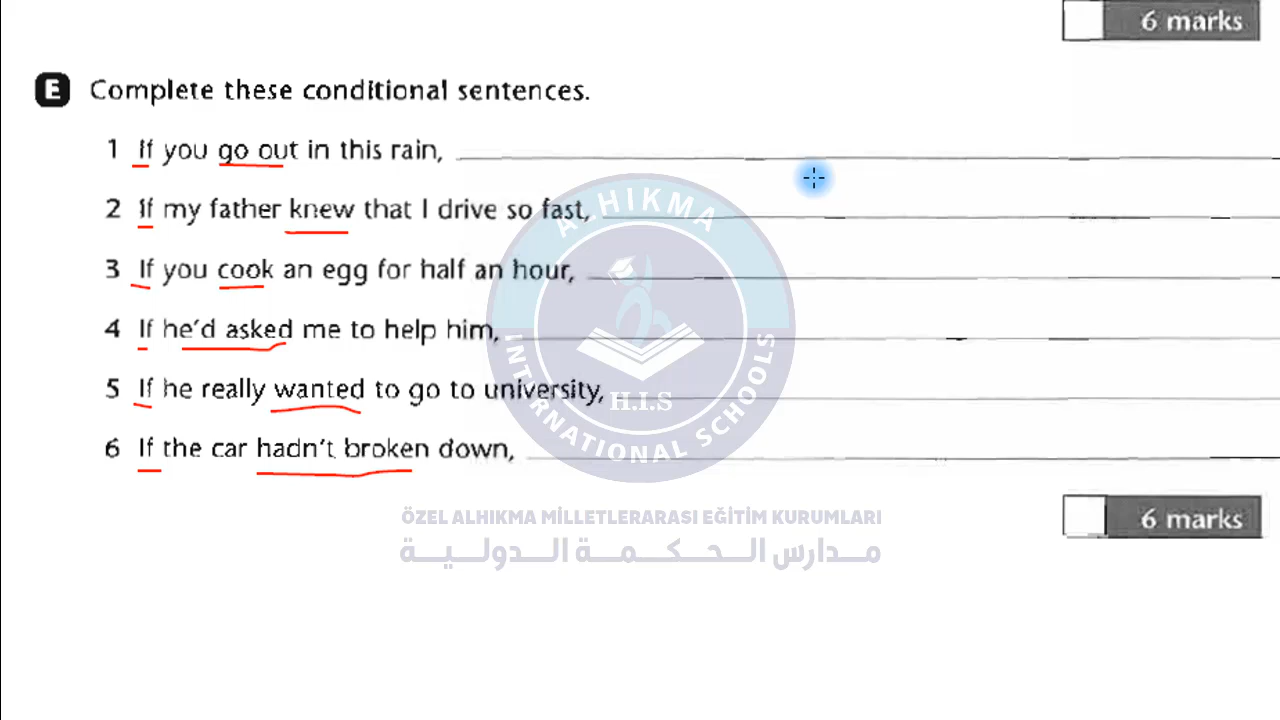 6 marks
E Complete these conditional sentences.
1 If you go out in this rain,
2 If my father knew that I drive so fast,
3 If you cook an egg for half an hour,
4 If he'd asked me to help him,
5 If he really wanted to go to university,
6 If the car hadn't broken down,
ALHIKMA
INTERNATIONAL SCHOOLS
H.I.S
6 marks
ÖZEL ALHIKMA MİLLETLERARASI EĞİTİM KURUMLARI
مدارس الحكمة الدولية